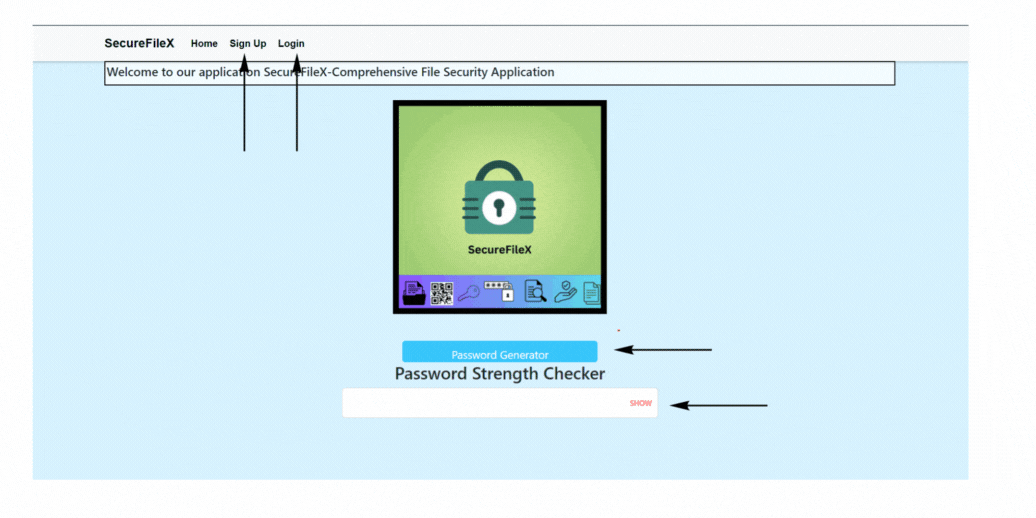 SecureFileX Home Sign Up Login
Welcome to our application SecureFileX-Comprehensive File Security Application
SecureFileX
Password Generator
Password Strength Checker
SHOW